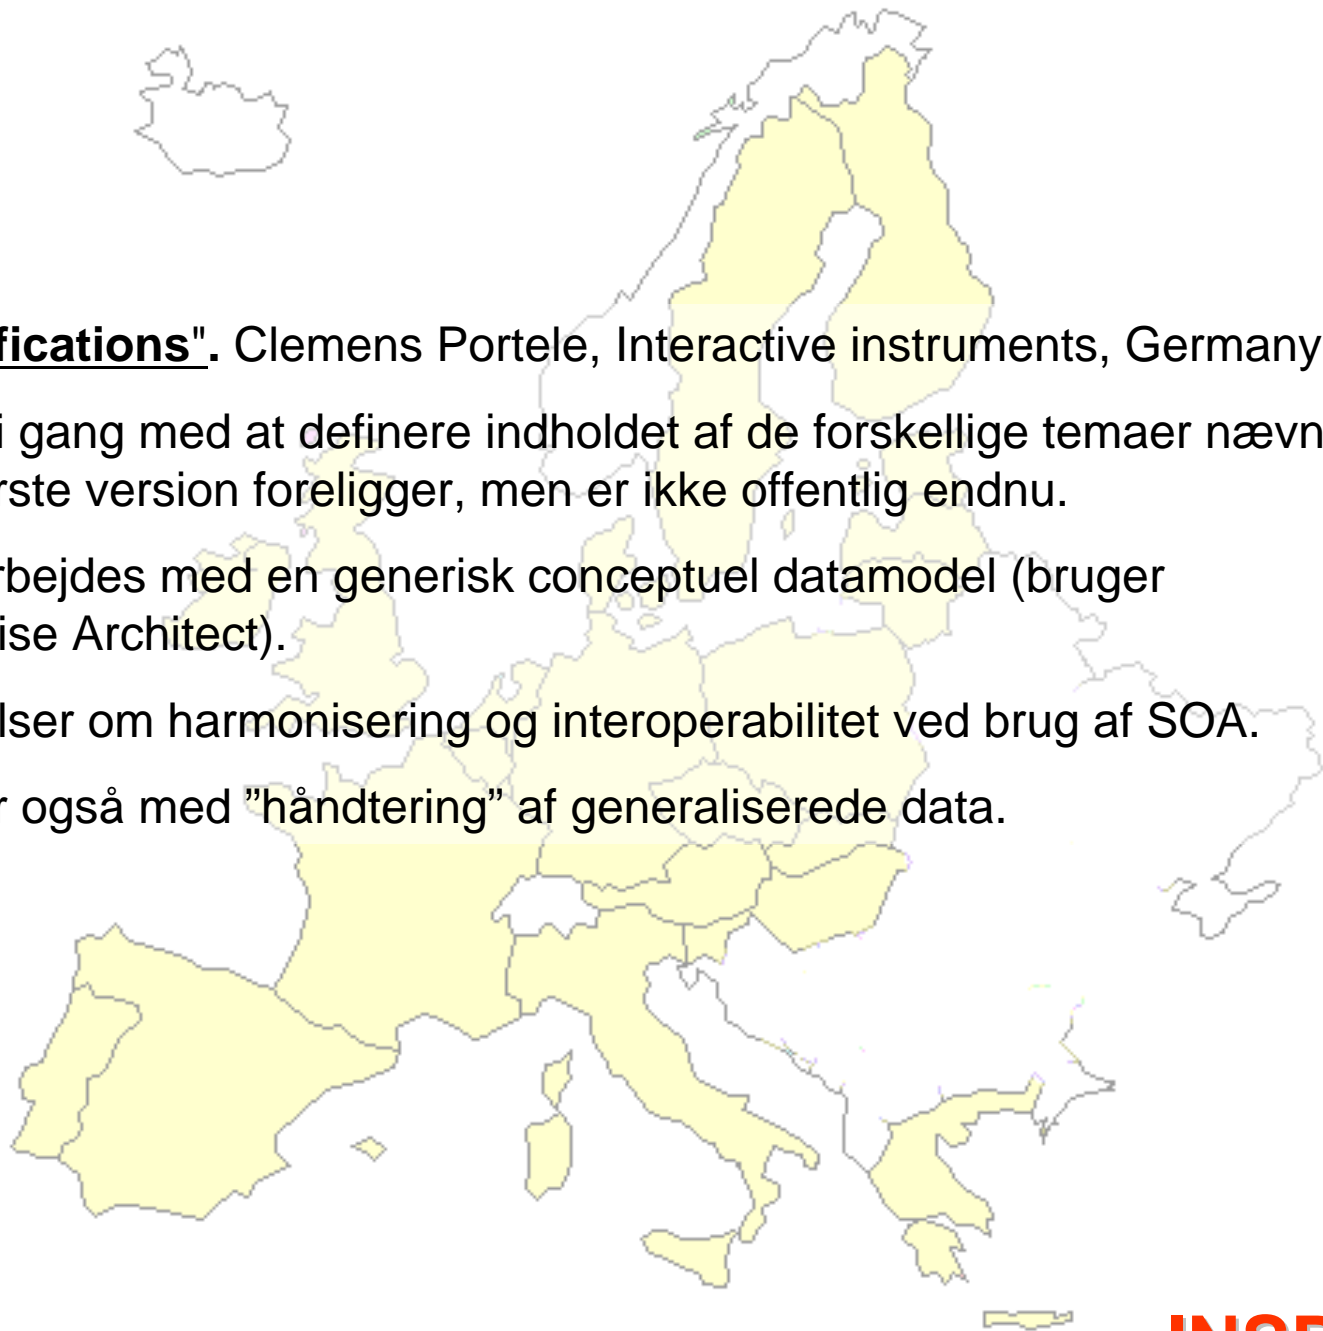 fications". Clemens Portele, Interactive instruments, Germany
i gang med at definere indholdet af de forskellige temaer nævn
rste version foreligger, men er ikke offentlig endnu.
rbejdes med en generisk conceptuel datamodel (bruger
ise Architect).
lser om harmonisering og interoperabilitet ved brug af SOA.
r også med ”håndtering” af generaliserede data.